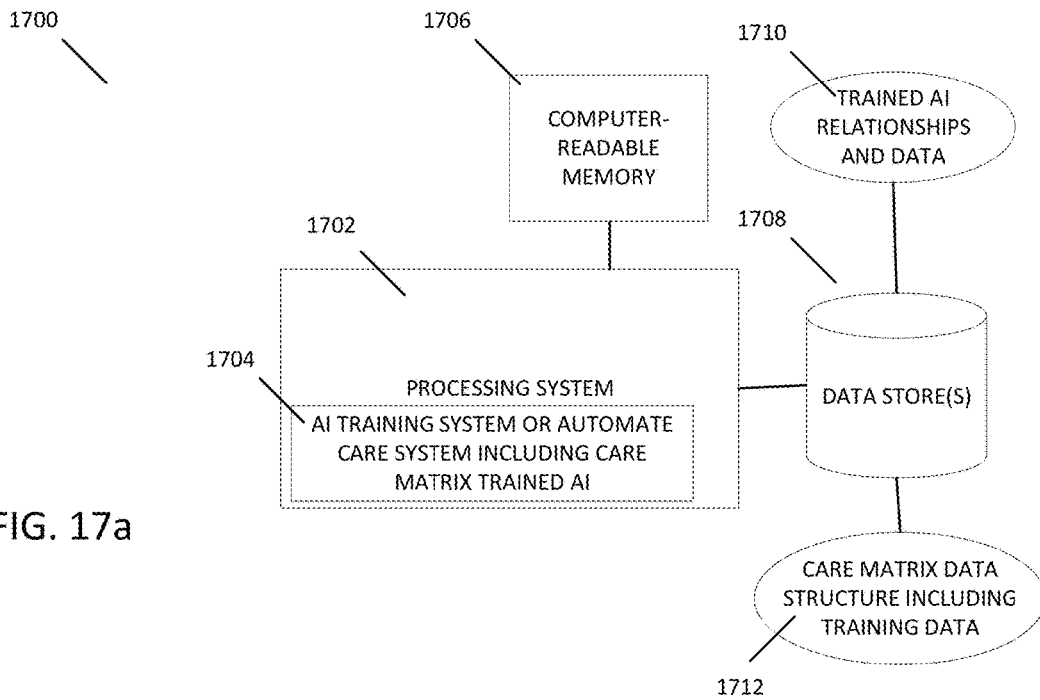 1700
1706
1710
COMPUTER-
READABLE
MEMORY
TRAINED AI
RELATIONSHIPS
AND DATA
1702
1708
1704
PROCESSING SYSTEM
AI TRAINING SYSTEM OR AUTOMATE
CARE SYSTEM INCLUDING CARE
MATRIX TRAINED AI
DATA STORE(S)
FIG. 17a
CARE MATRIX DATA
STRUCTURE INCLUDING
TRAINING DATA
1712